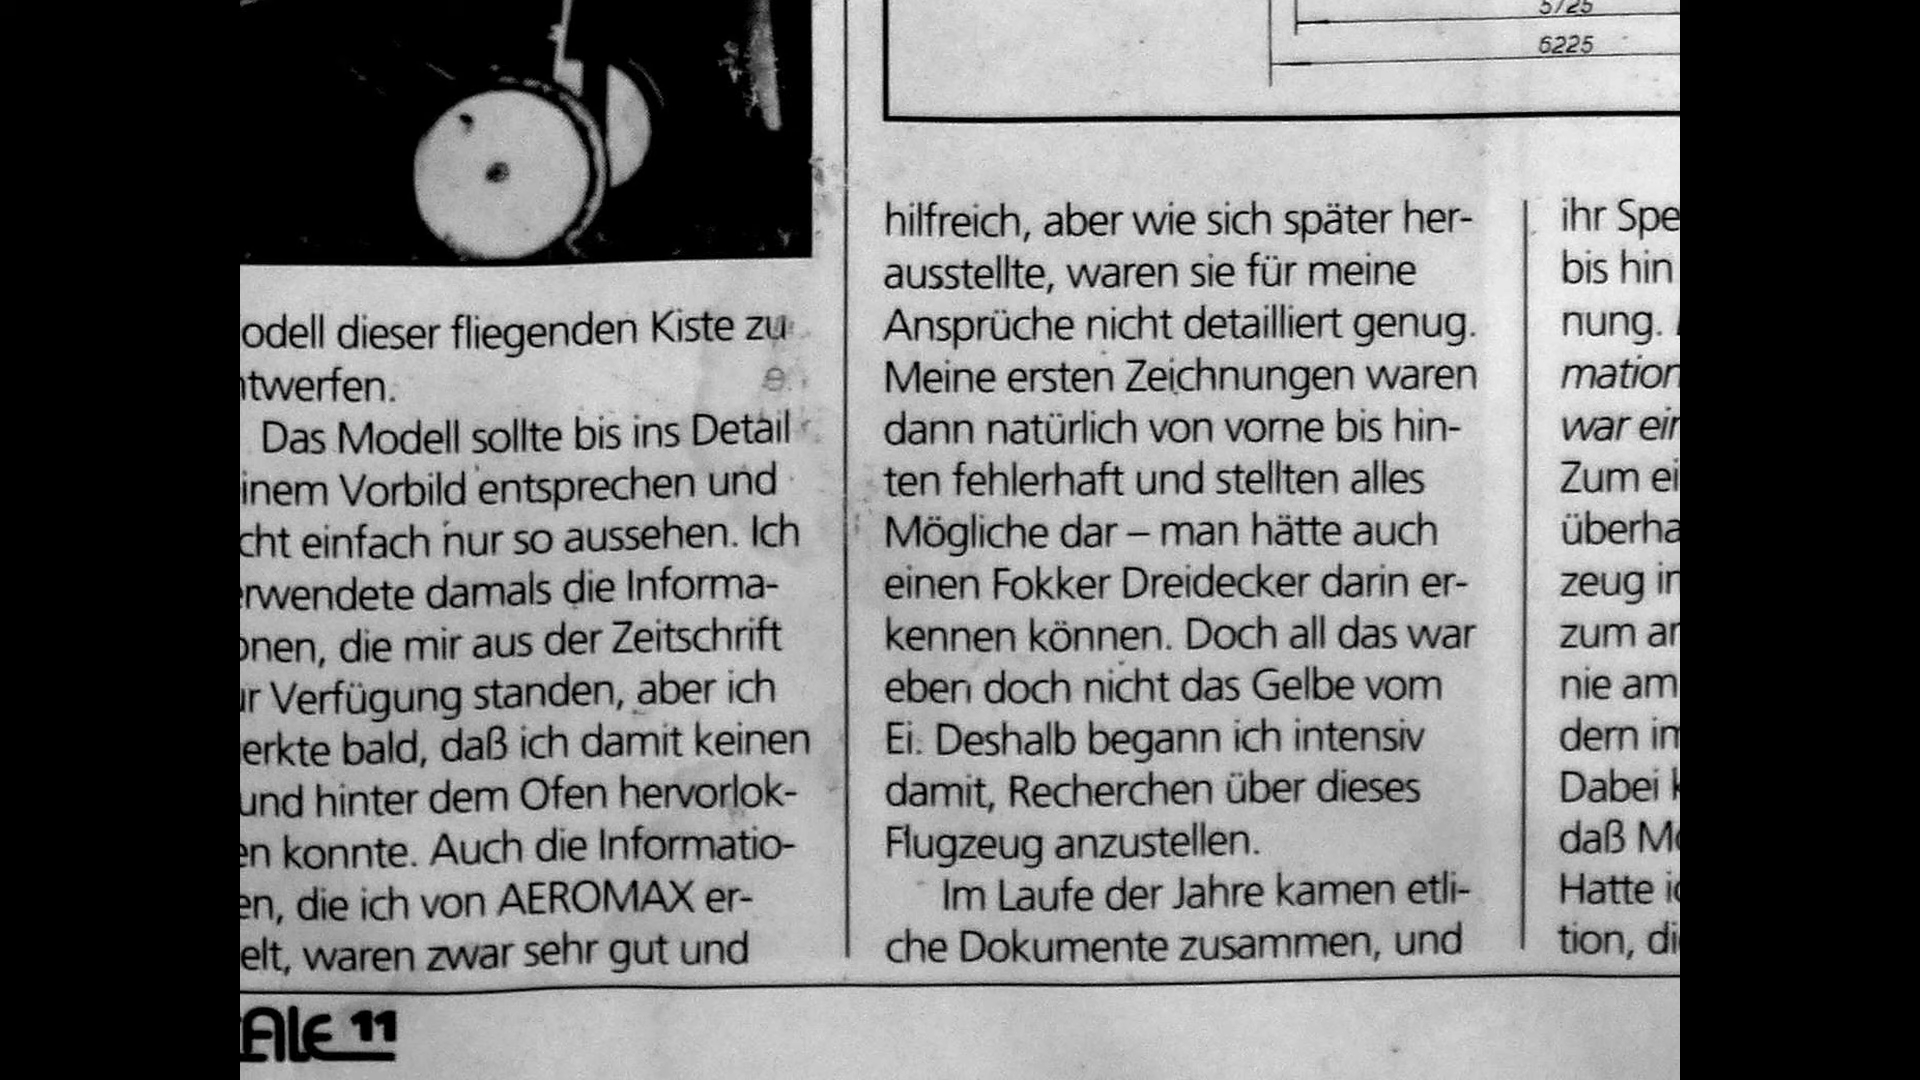 5725
6225
odell dieser fliegenden Kiste zu
twerfen.
Das Modell sollte bis ins Detail
inem Vorbild entsprechen und
cht einfach nur so aussehen. Ich
rwendete damals die Informa-
onen, die mir aus der Zeitschrift
ur Verfügung standen, aber ich
erkte bald, daß ich damit keinen
und hinter dem Ofen hervorlok-
en konnte. Auch die Informatio-
en, die ich von AEROMAX er-
elt, waren zwar sehr gut und
hilfreich, aber wie sich später her-
ausstellte, waren sie für meine
Ansprüche nicht detailliert genug.
Meine ersten Zeichnungen waren
dann natürlich von vorne bis hin-
ten fehlerhaft und stellten alles
Mögliche dar – man hätte auch
einen Fokker Dreidecker darin er-
kennen können. Doch all das war
eben doch nicht das Gelbe vom
Ei. Deshalb begann ich intensiv
damit, Recherchen über dieses
Flugzeug anzustellen.
Im Laufe der Jahre kamen etli-
che Dokumente zusammen, und
ihr Spe
bis hin
nung.
mation
war ein
Zum ei
überha
zeug in
zum an
nie am
dern im
Dabei k
daß Mo
Hatte ic
tion, di
ALE 11